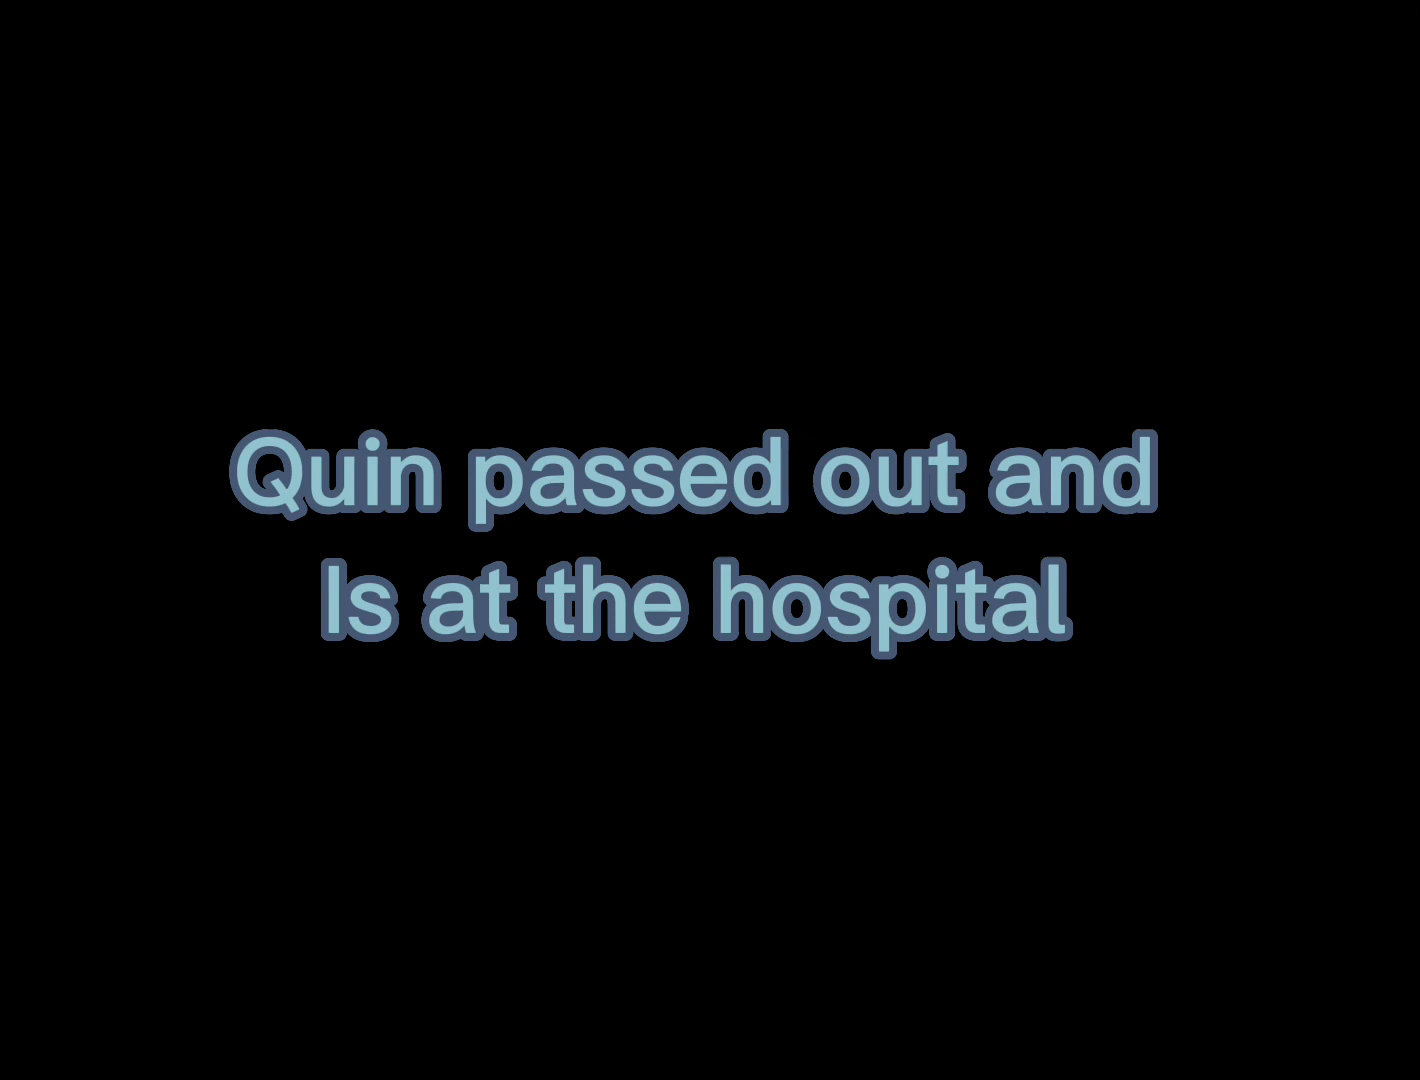 Quin passed out and
Is at the hospital